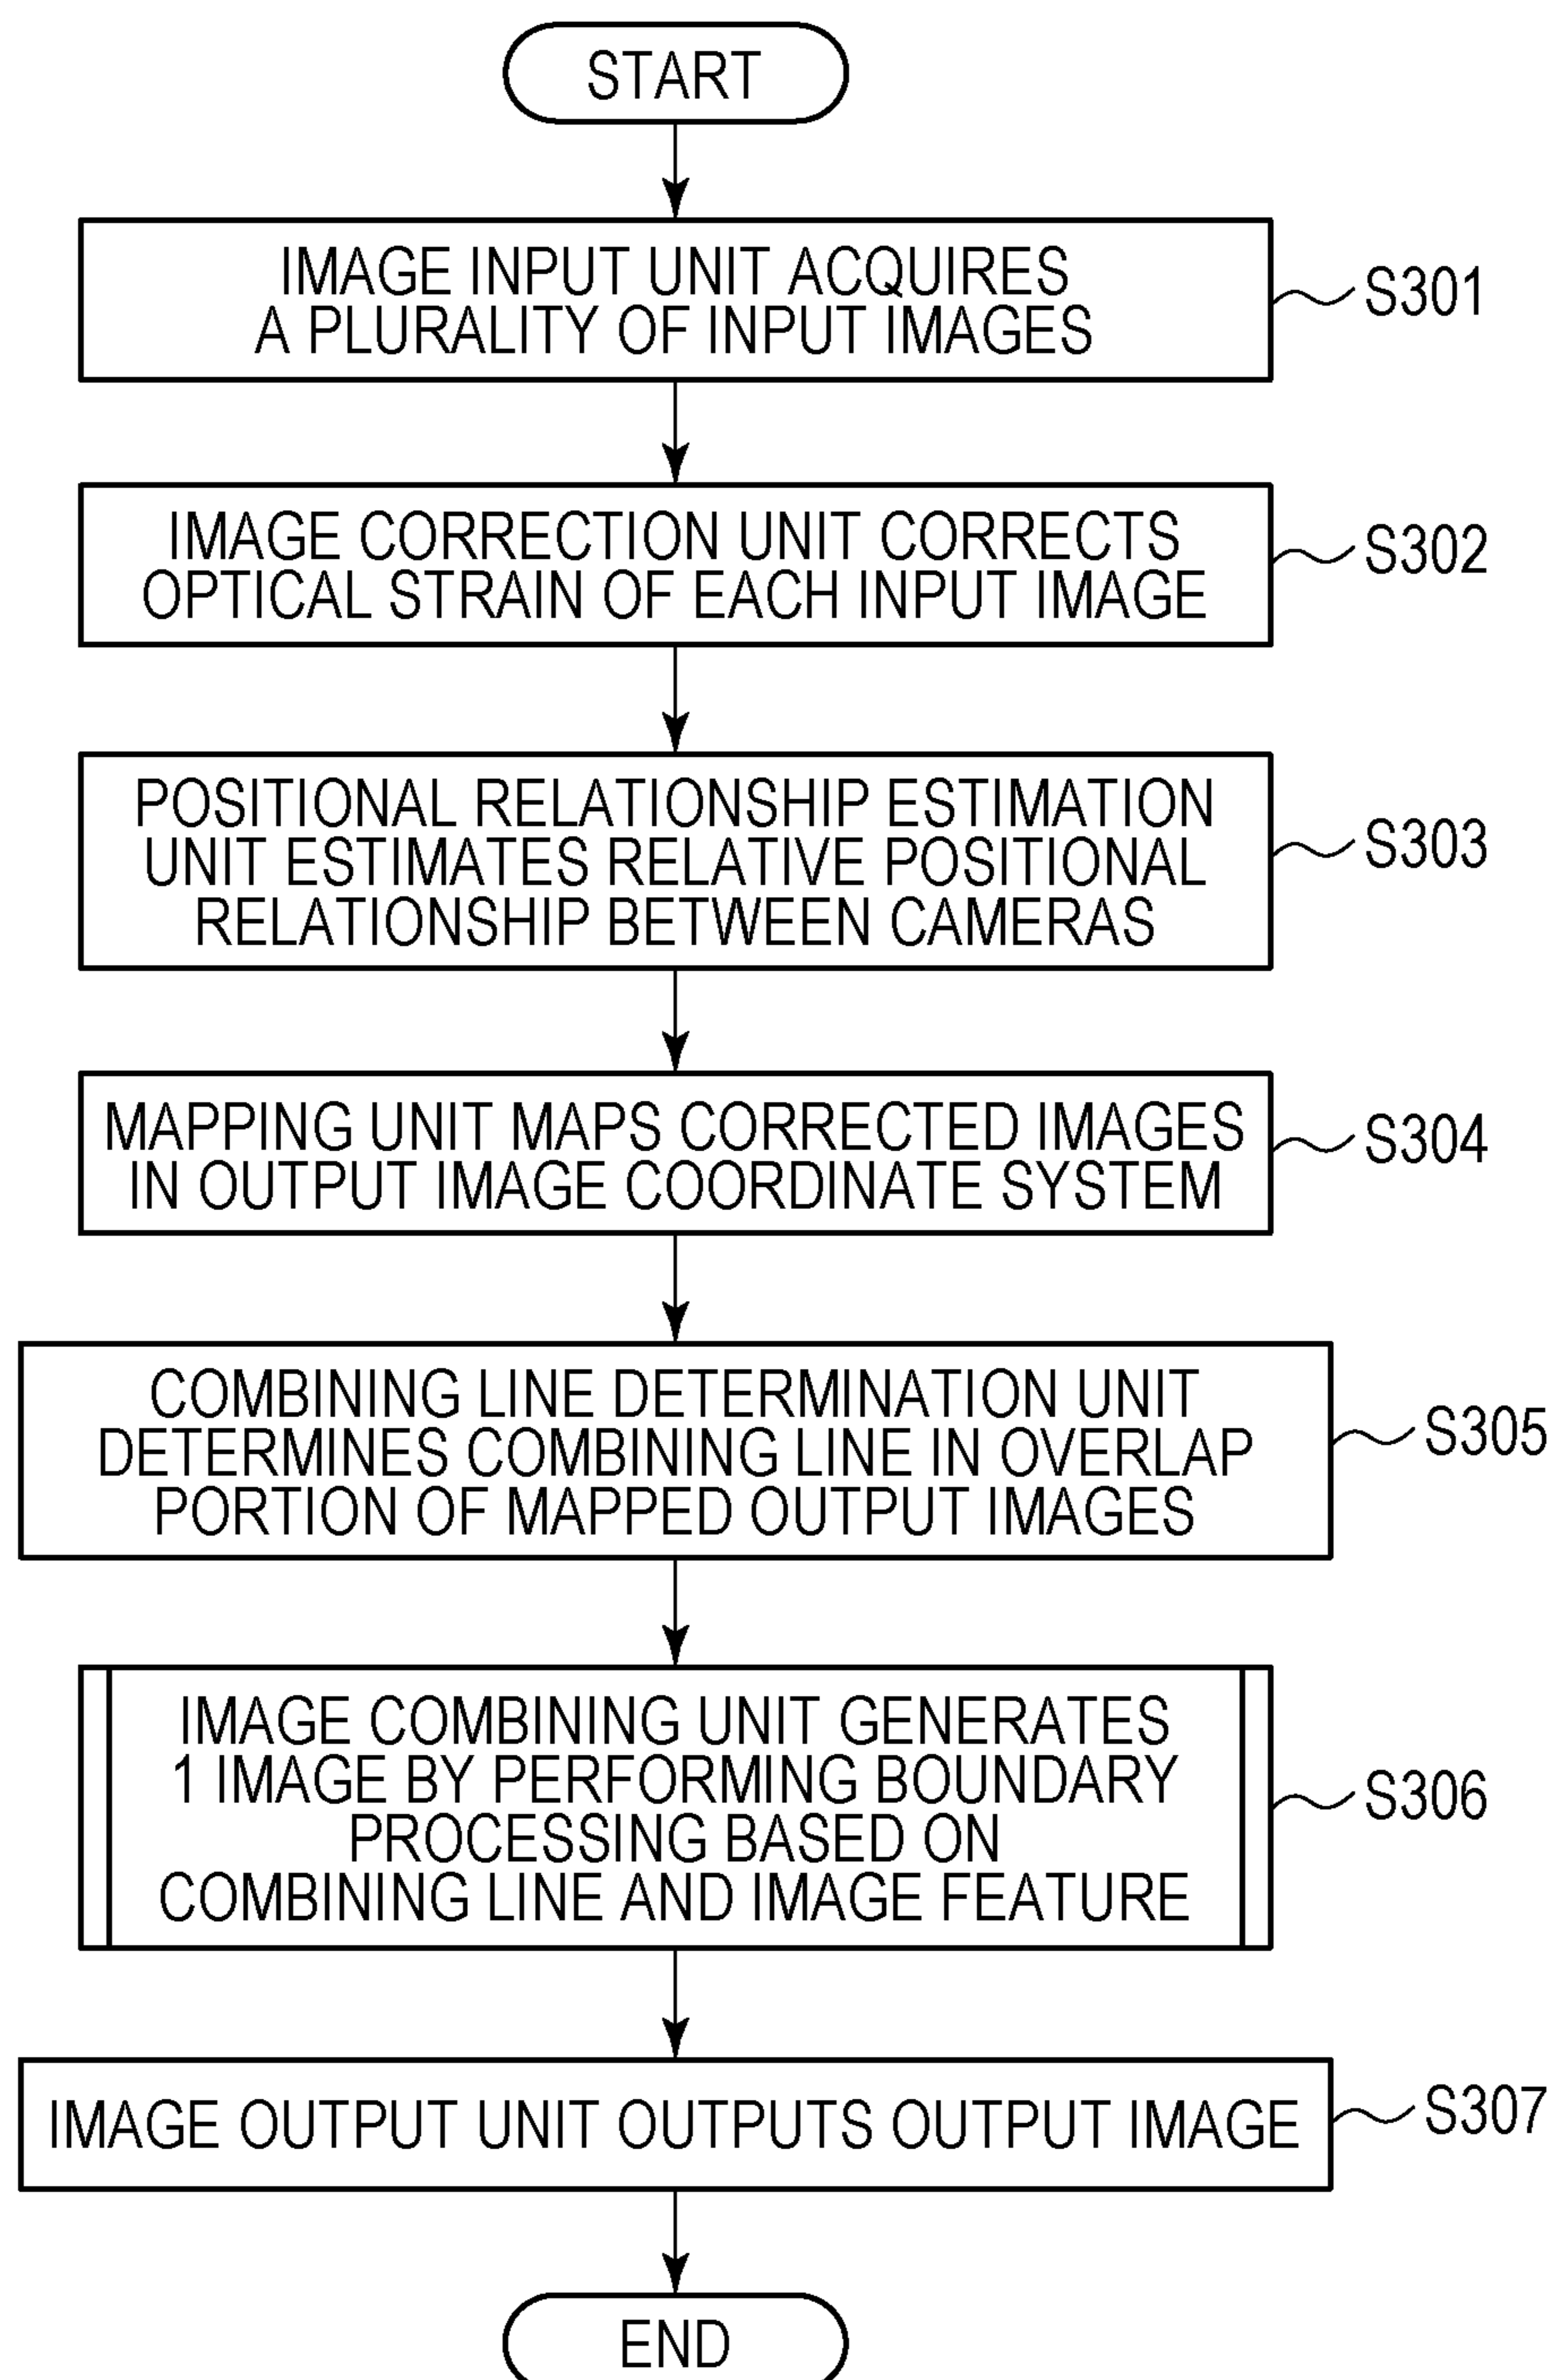 START
IMAGE INPUT UNIT ACQUIRES
A PLURALITY OF INPUT IMAGES
S301
IMAGE CORRECTION UNIT CORRECTS
OPTICAL STRAIN OF EACH INPUT IMAGE
S302
POSITIONAL RELATIONSHIP ESTIMATION
UNIT ESTIMATES RELATIVE POSITIONAL
RELATIONSHIP BETWEEN CAMERAS
S303
MAPPING UNIT MAPS CORRECTED IMAGES
IN OUTPUT IMAGE COORDINATE SYSTEM
S304
COMBINING LINE DETERMINATION UNIT
DETERMINES COMBINING LINE IN OVERLAP
PORTION OF MAPPED OUTPUT IMAGES
S305
IMAGE COMBINING UNIT GENERATES
1 IMAGE BY PERFORMING BOUNDARY
PROCESSING BASED ON
COMBINING LINE AND IMAGE FEATURE
S306
IMAGE OUTPUT UNIT OUTPUTS OUTPUT IMAGE
S307
END